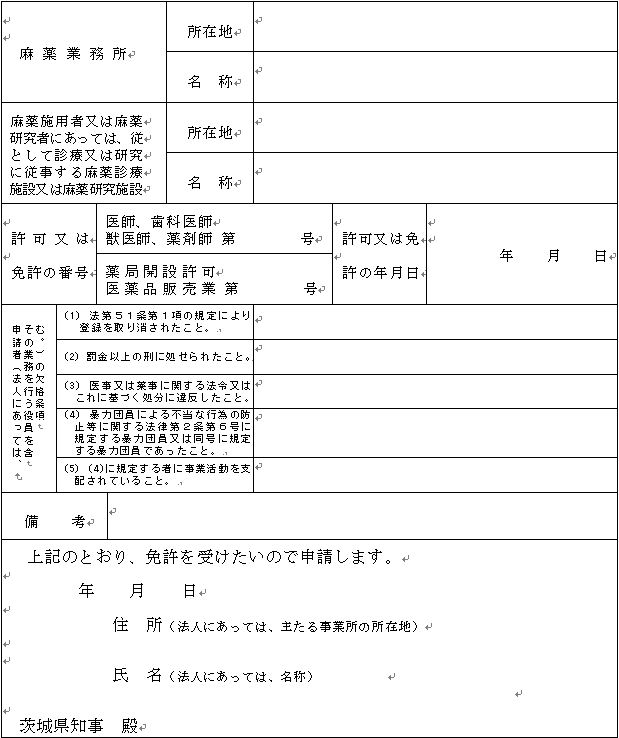 麻薬業務所
所在地
名　称
麻薬施用者又は麻薬
研究者にあっては、従
として診療又は研究
に従事する麻薬診療
施設又は麻薬研究施設
所在地
名　称
許可又は
免許の番号
医師、歯科医師
獣医師、薬剤師 第　　　　号
薬局開設許可
医薬品販売業 第　　　　号
許可又は免
許の年月日
年　　月　　日
申請者（法人にあっては、
その業務を行う役員を含
む。）の欠格条項
(1) 法第５１条第１項の規定により
登録を取り消されたこと。
(2) 罰金以上の刑に処せられたこと。
(3) 医事又は薬事に関する法令又は
これに基づく処分に違反したこと。
(4) 暴力団員による不当な行為の防
止等に関する法律第２条第６号に
規定する暴力団員又は同号に規定
する暴力団員であったこと。
(5) (4)に規定する者に事業活動を支
配されていること。
備　　考
上記のとおり、免許を受けたいので申請します。
年　　月　　日
住　所（法人にあっては、主たる事業所の所在地）
氏　名（法人にあっては、名称）
茨城県知事　殿